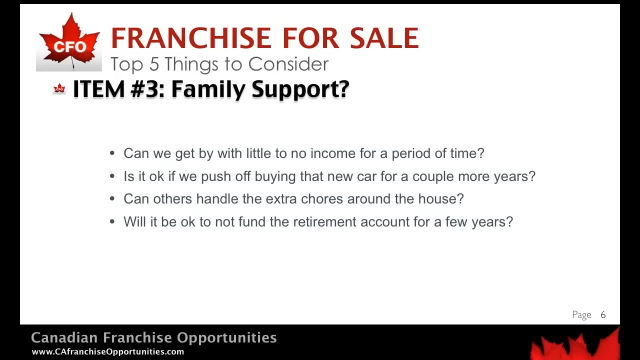 CFO
FRANCHISE FOR SALE
Top 5 Things to Consider
ITEM #3: Family Support?
• Can we get by with little to no income for a period of time?
• Is it ok if we push off buying that new car for a couple more years?
• Can others handle the extra chores around the house?
• Will it be ok to not fund the retirement account for a few years?
Page 6
Canadian Franchise Opportunities
www.CAfranchiseOpportunities.com